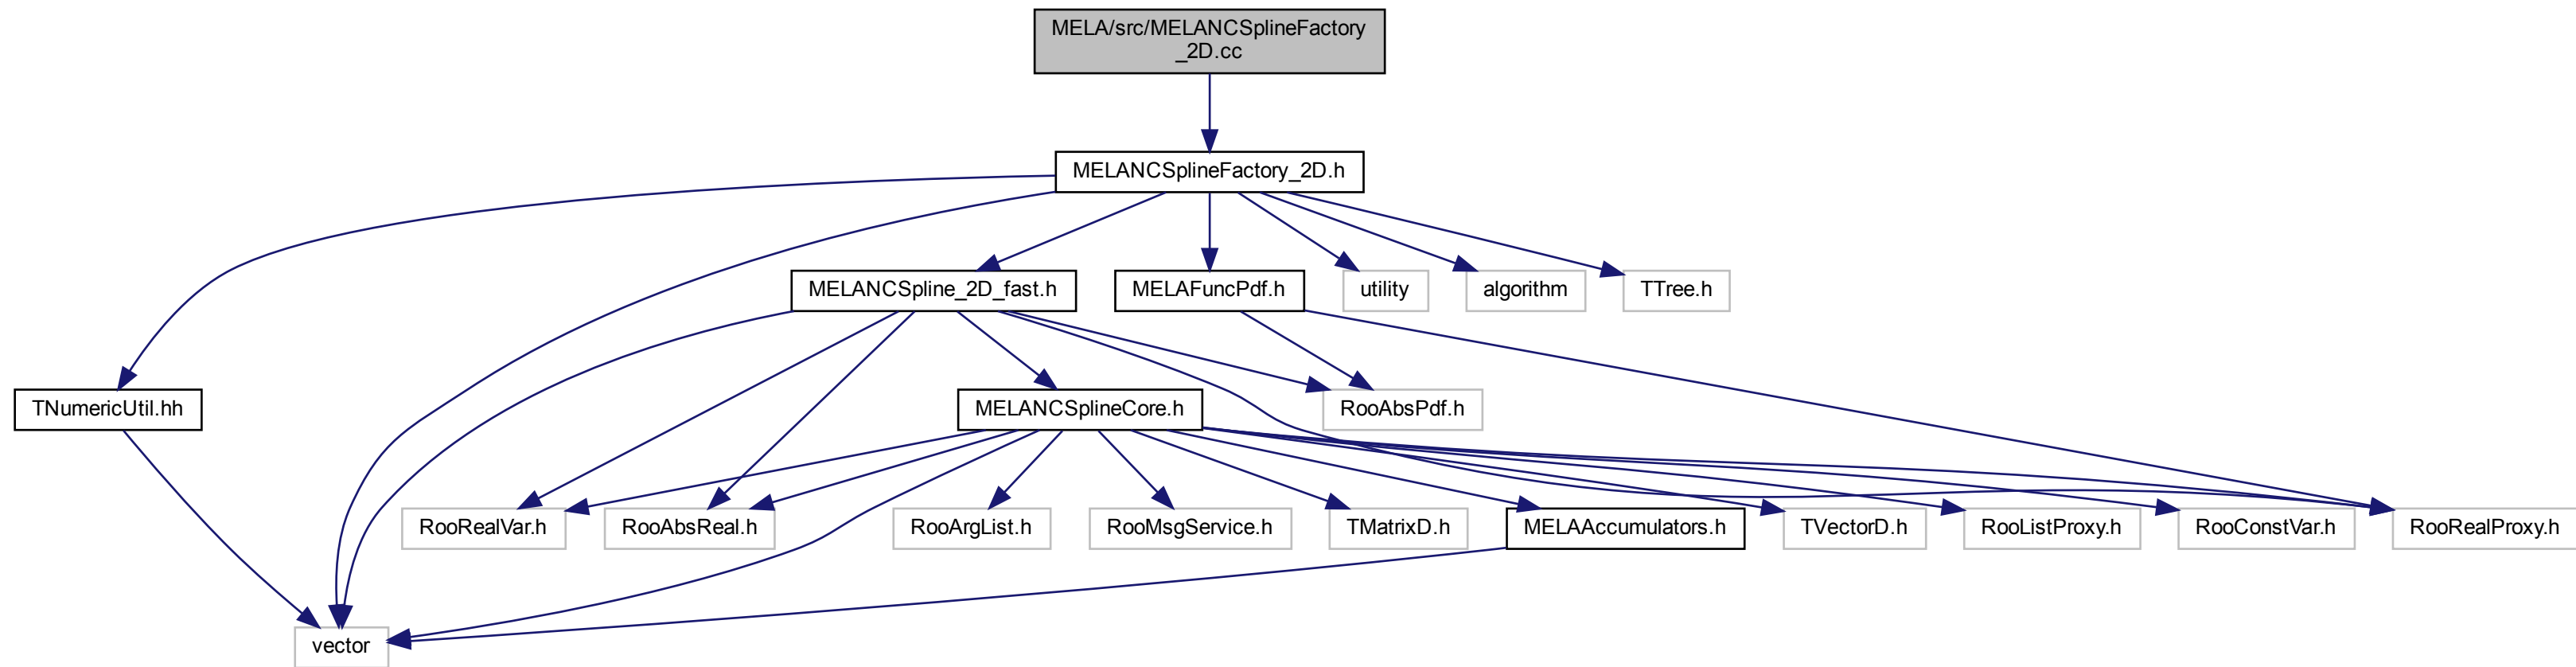 MELA/src/MELANCSplineFactory
_2D.cc
MELANCSplineFactory_2D.h
MELANCSpline_2D_fast.h
MELAFuncPdf.h
utility
algorithm
TTree.h
TNumericUtil.hh
MELANCSplineCore.h
RooAbsPdf.h
RooRealVar.h
RooAbsReal.h
RooArgList.h
RooMsgService.h
TMatrixD.h
MELAAccumulators.h
TVectorD.h
RooListProxy.h
RooConstVar.h
RooRealProxy.h
vector